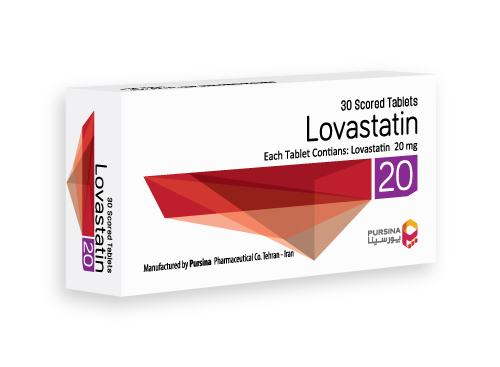 30 Scored Tablets
Lovastatin
Each Tablet Contians: Lovastatin 20 mg
20
PURSINA
پورسینا
Manufactured by Pursina Pharmaceutical Co. Tehran - Iran
Lovastatin
30 Scored Tablets
20